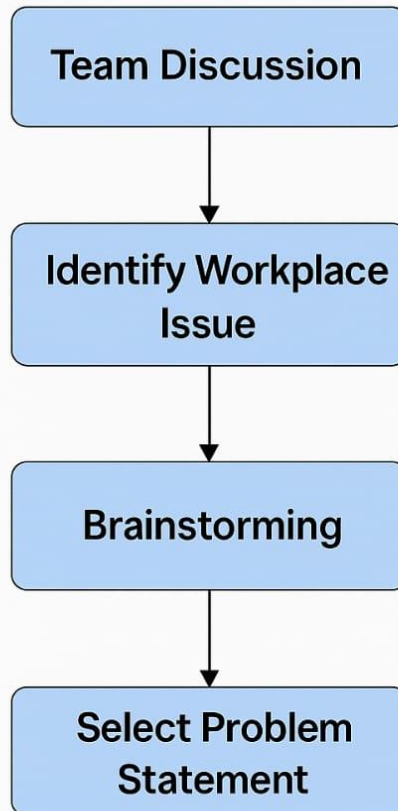 Team Discussion
Identify Workplace
Issue
Brainstorming
Select Problem
Statement